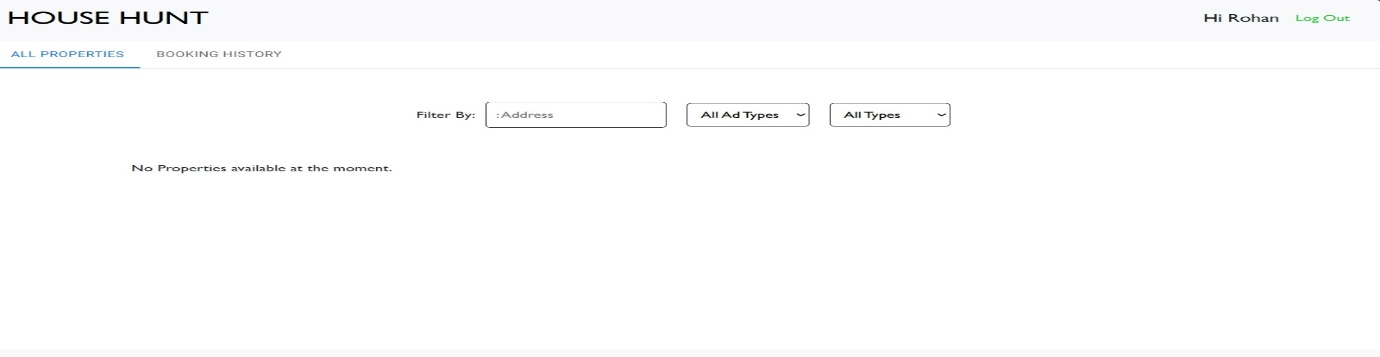 HOUSE HUNT
Hi Rohan Log Out
ALL PROPERTIES BOOKING HISTORY
Filter By: :Address All Ad Types All Types
No Properties available at the moment.